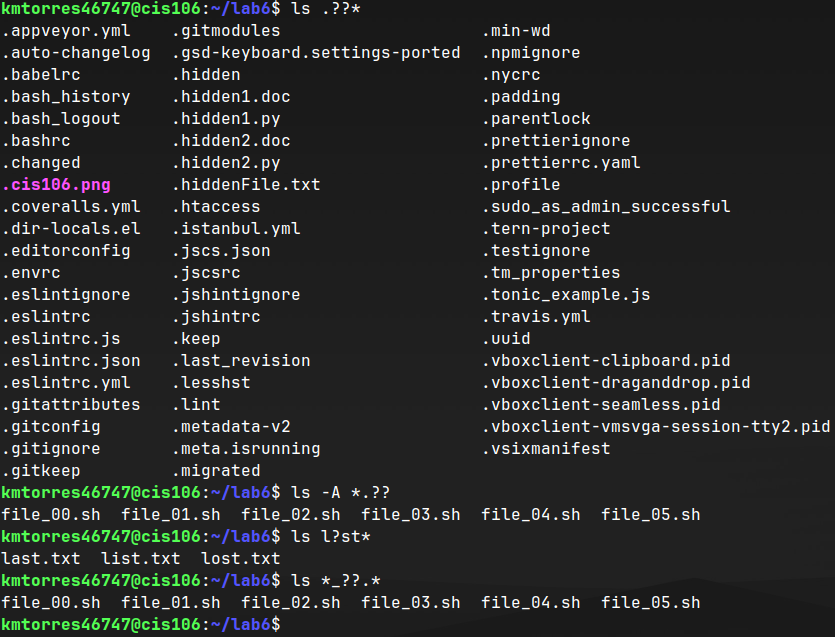 kmtorres46747@cis106:~/lab6$ ls .??*
.appveyor.yml .gitmodules .min-wd
.auto-changelog .gsd-keyboard.settings-ported .npmignore
.babelrc .hidden .nycrc
.bash_history .hidden1.doc .padding
.bash_logout .hidden1.py .parentlock
.bashrc .hidden2.doc .prettierignore
.changed .hidden2.py .prettierrc.yaml
.cis106.png .hiddenFile.txt .profile
.coveralls.yml .htaccess .sudo_as_admin_successful
.dir-locals.el .istanbul.yml .tern-project
.editorconfig .jscs.json .testignore
.envrc .jscsrc .tm_properties
.eslintignore .jshintignore .tonic_example.js
.eslintrc .jshintrc .travis.yml
.eslintrc.js .keep .uuid
.eslintrc.json .last_revision .vboxclient-clipboard.pid
.eslintrc.yml .lesshst .vboxclient-draganddrop.pid
.gitattributes .lint .vboxclient-seamless.pid
.gitconfig .metadata-v2 .vboxclient-vmsvga-session-tty2.pid
.gitignore .meta.isrunning .vsixmanifest
.gitkeep .migrated
kmtorres46747@cis106:~/lab6$ ls -A *.??
file_00.sh file_01.sh file_02.sh file_03.sh file_04.sh file_05.sh
kmtorres46747@cis106:~/lab6$ ls l?st*
last.txt list.txt lost.txt
kmtorres46747@cis106:~/lab6$ ls *_??.*
file_00.sh file_01.sh file_02.sh file_03.sh file_04.sh file_05.sh
kmtorres46747@cis106:~/lab6$